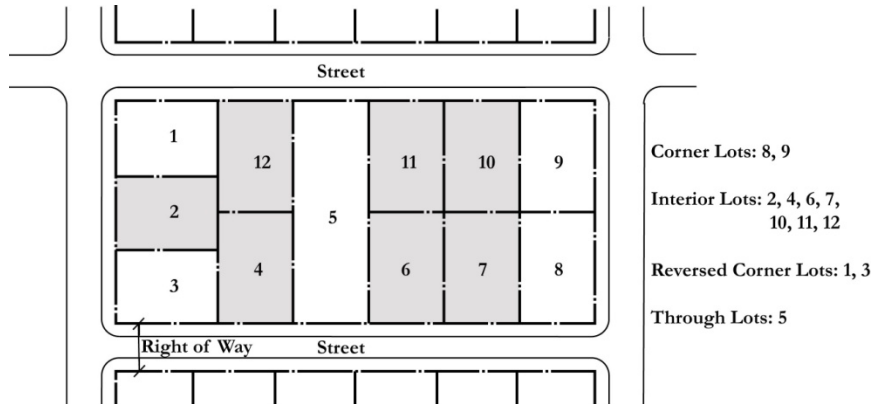 Street
1
12
11
10
9
2
5
4
6
7
8
3
Right of Way
Street
Corner Lots: 8, 9
Interior Lots: 2, 4, 6, 7,
10, 11, 12
Reversed Corner Lots: 1, 3
Through Lots: 5